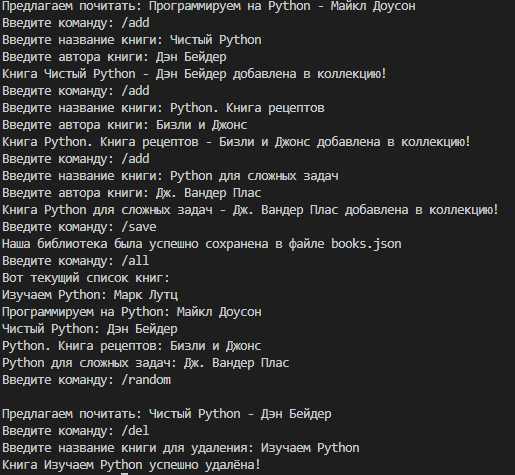 Предлагаем почитать: Программируем на Python - Майкл Доусон
Введите команду: /add
Введите название книги: Чистый Python
Введите автора книги: Дэн Бейдер
Книга Чистый Python - Дэн Бейдер добавлена в коллекцию!
Введите команду: /add
Введите название книги: Python. Книга рецептов
Введите автора книги: Бизли и Джонс
Книга Python. Книга рецептов - Бизли и Джонс добавлена в коллекцию!
Введите команду: /add
Введите название книги: Python для сложных задач
Введите автора книги: Дж. Вандер Плас
Книга Python для сложных задач - Дж. Вандер Плас добавлена в коллекцию!
Введите команду: /save
Наша библиотека была успешно сохранена в файле books.json
Введите команду: /all
Вот текущий список книг:
Изучаем Python: Марк Лутц
Программируем на Python: Майкл Доусон
Чистый Python: Дэн Бейдер
Python. Книга рецептов: Бизли и Джонс
Python для сложных задач: Дж. Вандер Плас
Введите команду: /random
Предлагаем почитать: Чистый Python - Дэн Бейдер
Введите команду: /del
Введите название книги для удаления: Изучаем Python
Книга Изучаем Python успешно удалёна!